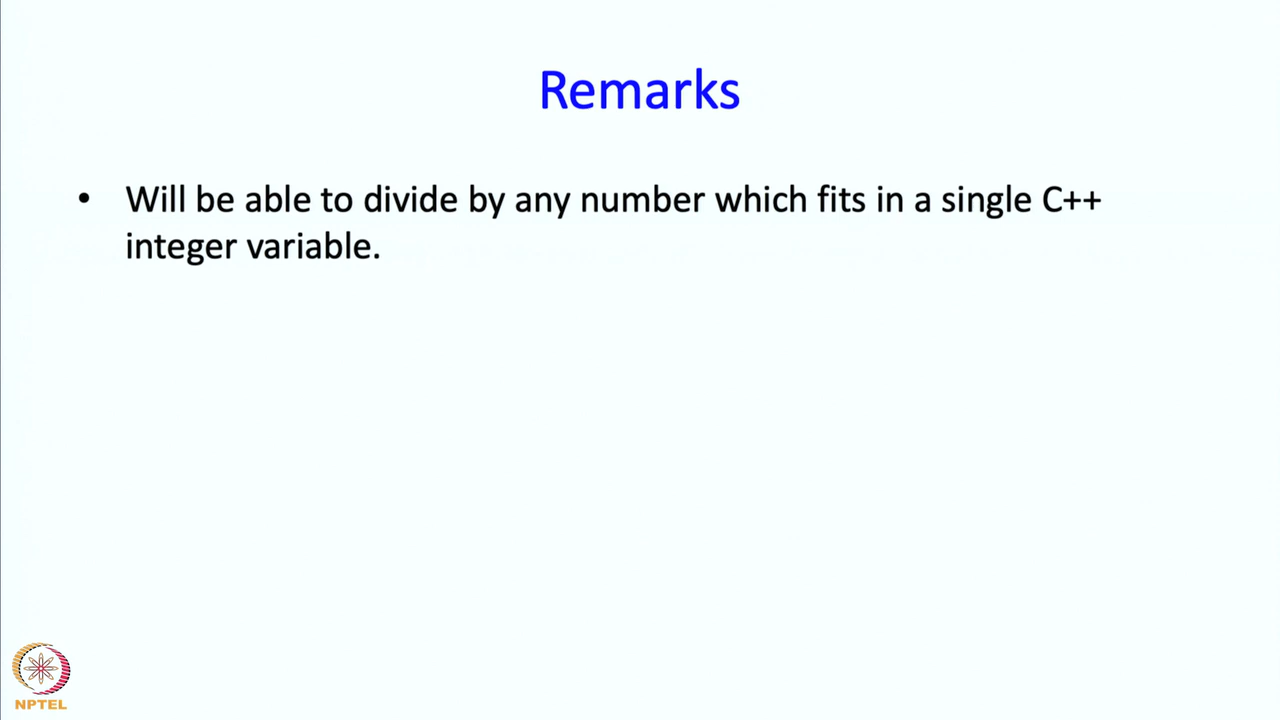 Remarks
• Will be able to divide by any number which fits in a single C++
integer variable.
NPTEL